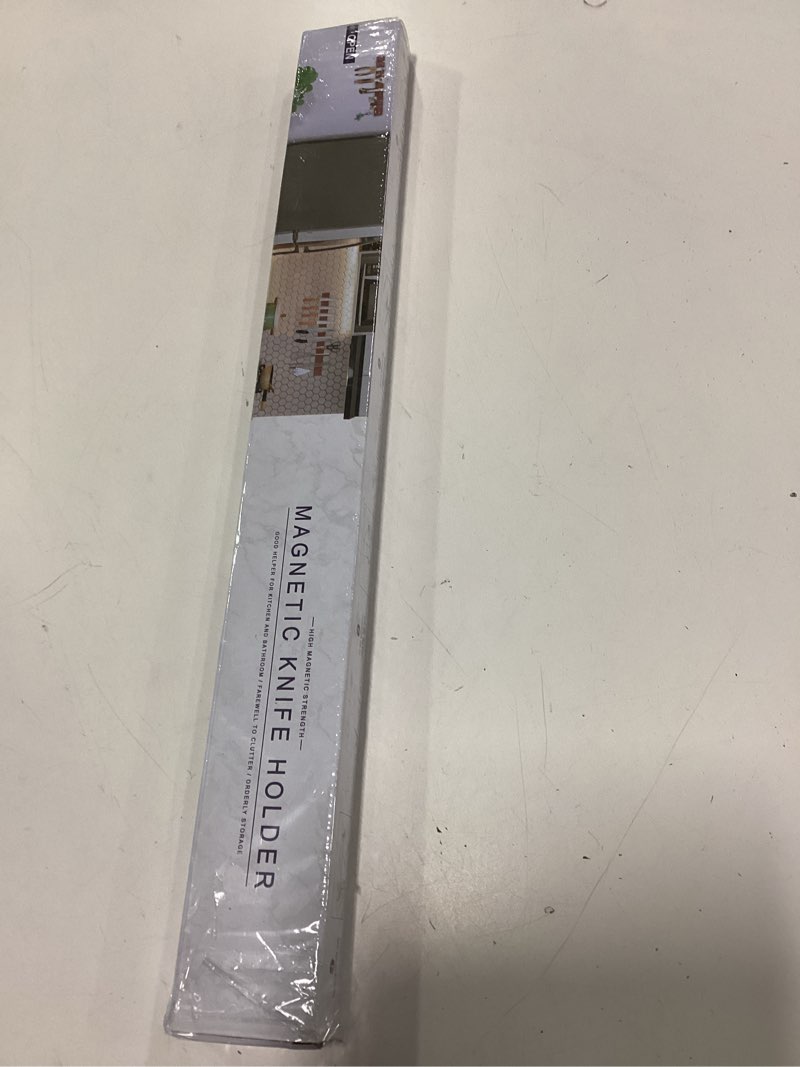 —HIGH MAGNETIC STRENGTH—
MAGNETIC KNIFE HOLDER
GOOD HELPER FOR KITCHEN AND BATHROOM / FAREWELL TO CLUTTER / ORDERLY STORAGE